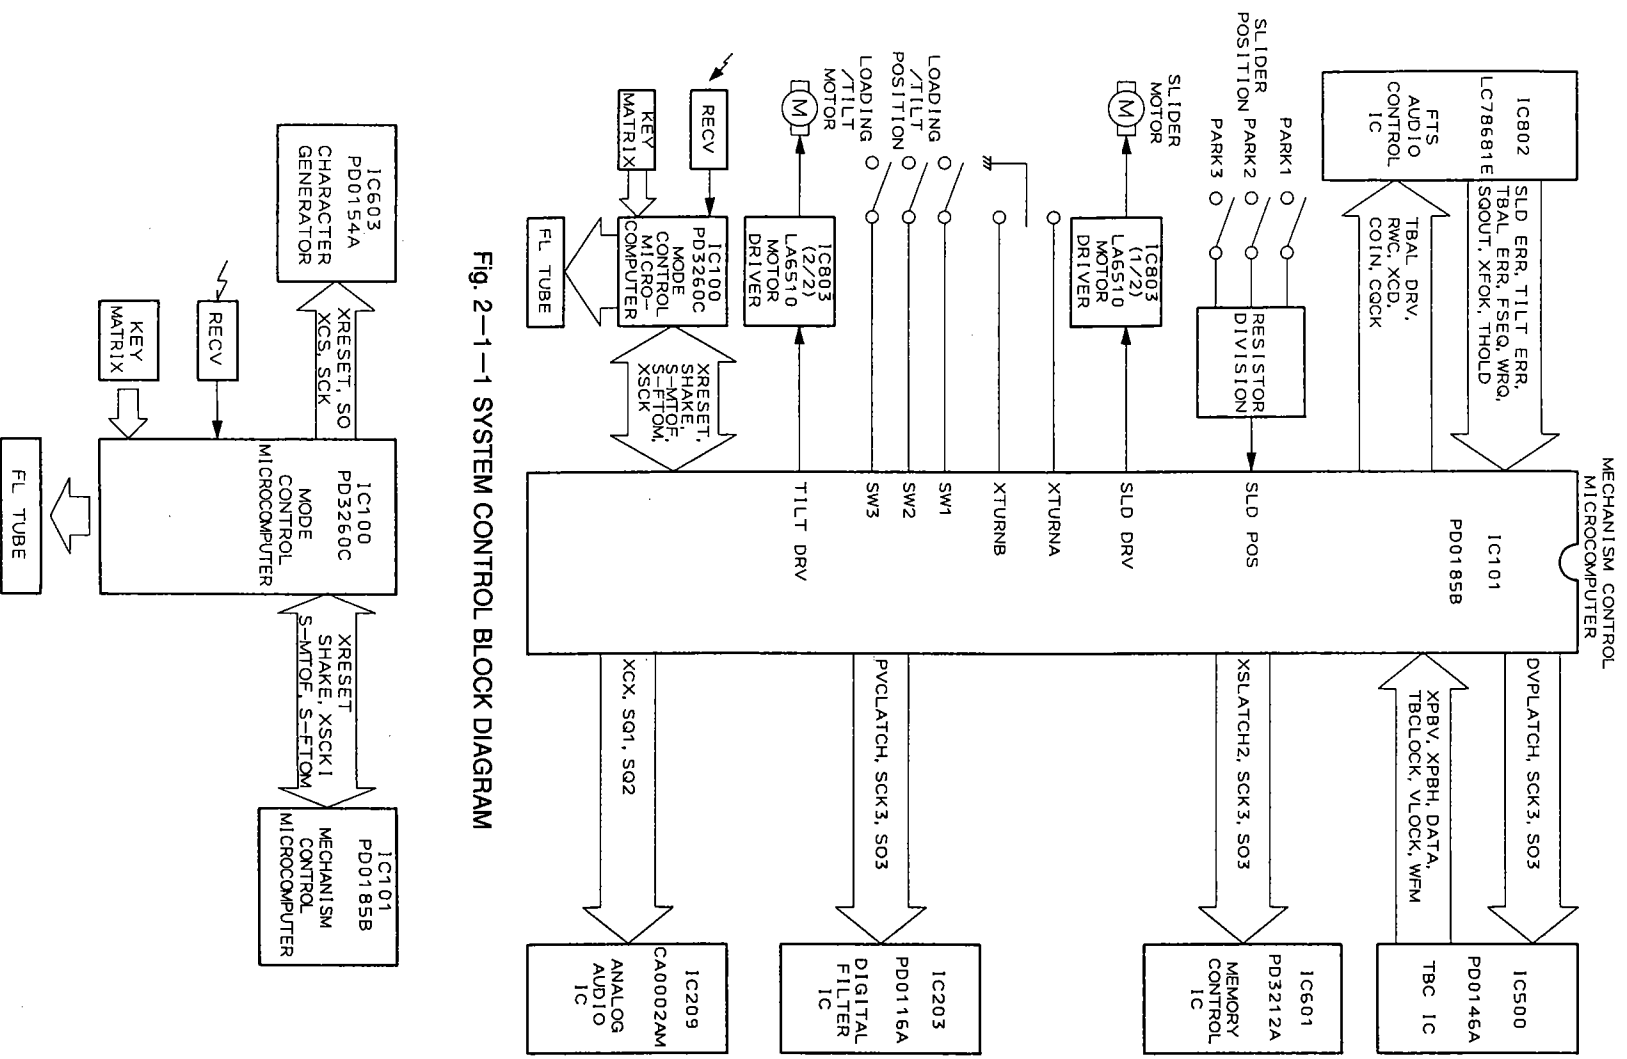 MECHANISM CONTROL
MICROCOMPUTER
IC802
LC78681E
FTS
AUDIO
CONTROL
IC
SLD ERR, TILT ERR,
TBAL ERR, FSEQ, WRQ,
SQOUT, XFOK, THOLD
TBAL DRV,
RWC, XCD,
COIN, CQCK
IC101
PD0185B
DVPLATCH, SCK3, SO3
IC500
PD0146A
TBC IC
XPBV, XPBH, DATA,
TBCLOCK, VLOCK, WFM
PARK1
PARK2
PARK3
SLIDER
POSITION
RESISTOR
DIVISION
SLD POS
XSLATCH2, SCK3, SO3
IC601
PD3212A
MEMORY
CONTROL
IC
SLIDER
MOTOR
M
IC803
(1/2)
LA6510
MOTOR
DRIVER
SLD DRV
XTURNA
XTURNB
LOADING
/TILT
POSITION
SW1
SW2
SW3
PVCLATCH, SCK3, SO3
IC203
PD0116A
DIGITAL
FILTER
IC
LOADING
/TILT
MOTOR
M
IC803
(2/2)
LA6510
MOTOR
DRIVER
TILT DRV
RECV
KEY
MATRIX
IC100
PD3260C
MODE
CONTROL
MICRO-
COMPUTER
FL TUBE
XRESET,
SHAKE,
S-MTOF,
S-FTOM,
XSCK
XCX, SQ1, SQ2
IC209
CA0002AM
ANALOG
AUDIO
IC
Fig. 2-1-1 SYSTEM CONTROL BLOCK DIAGRAM
IC603
PD0154A
CHARACTER
GENERATOR
XRESET, SO
XCS, SCK
RECV
KEY
MATRIX
IC100
PD3260C
MODE
CONTROL
MICROCOMPUTER
FL TUBE
XRESET
SHAKE, XSCKI
S-MTOF, S-FTOM
IC101
PD0185B
MECHANISM
CONTROL
MICROCOMPUTER